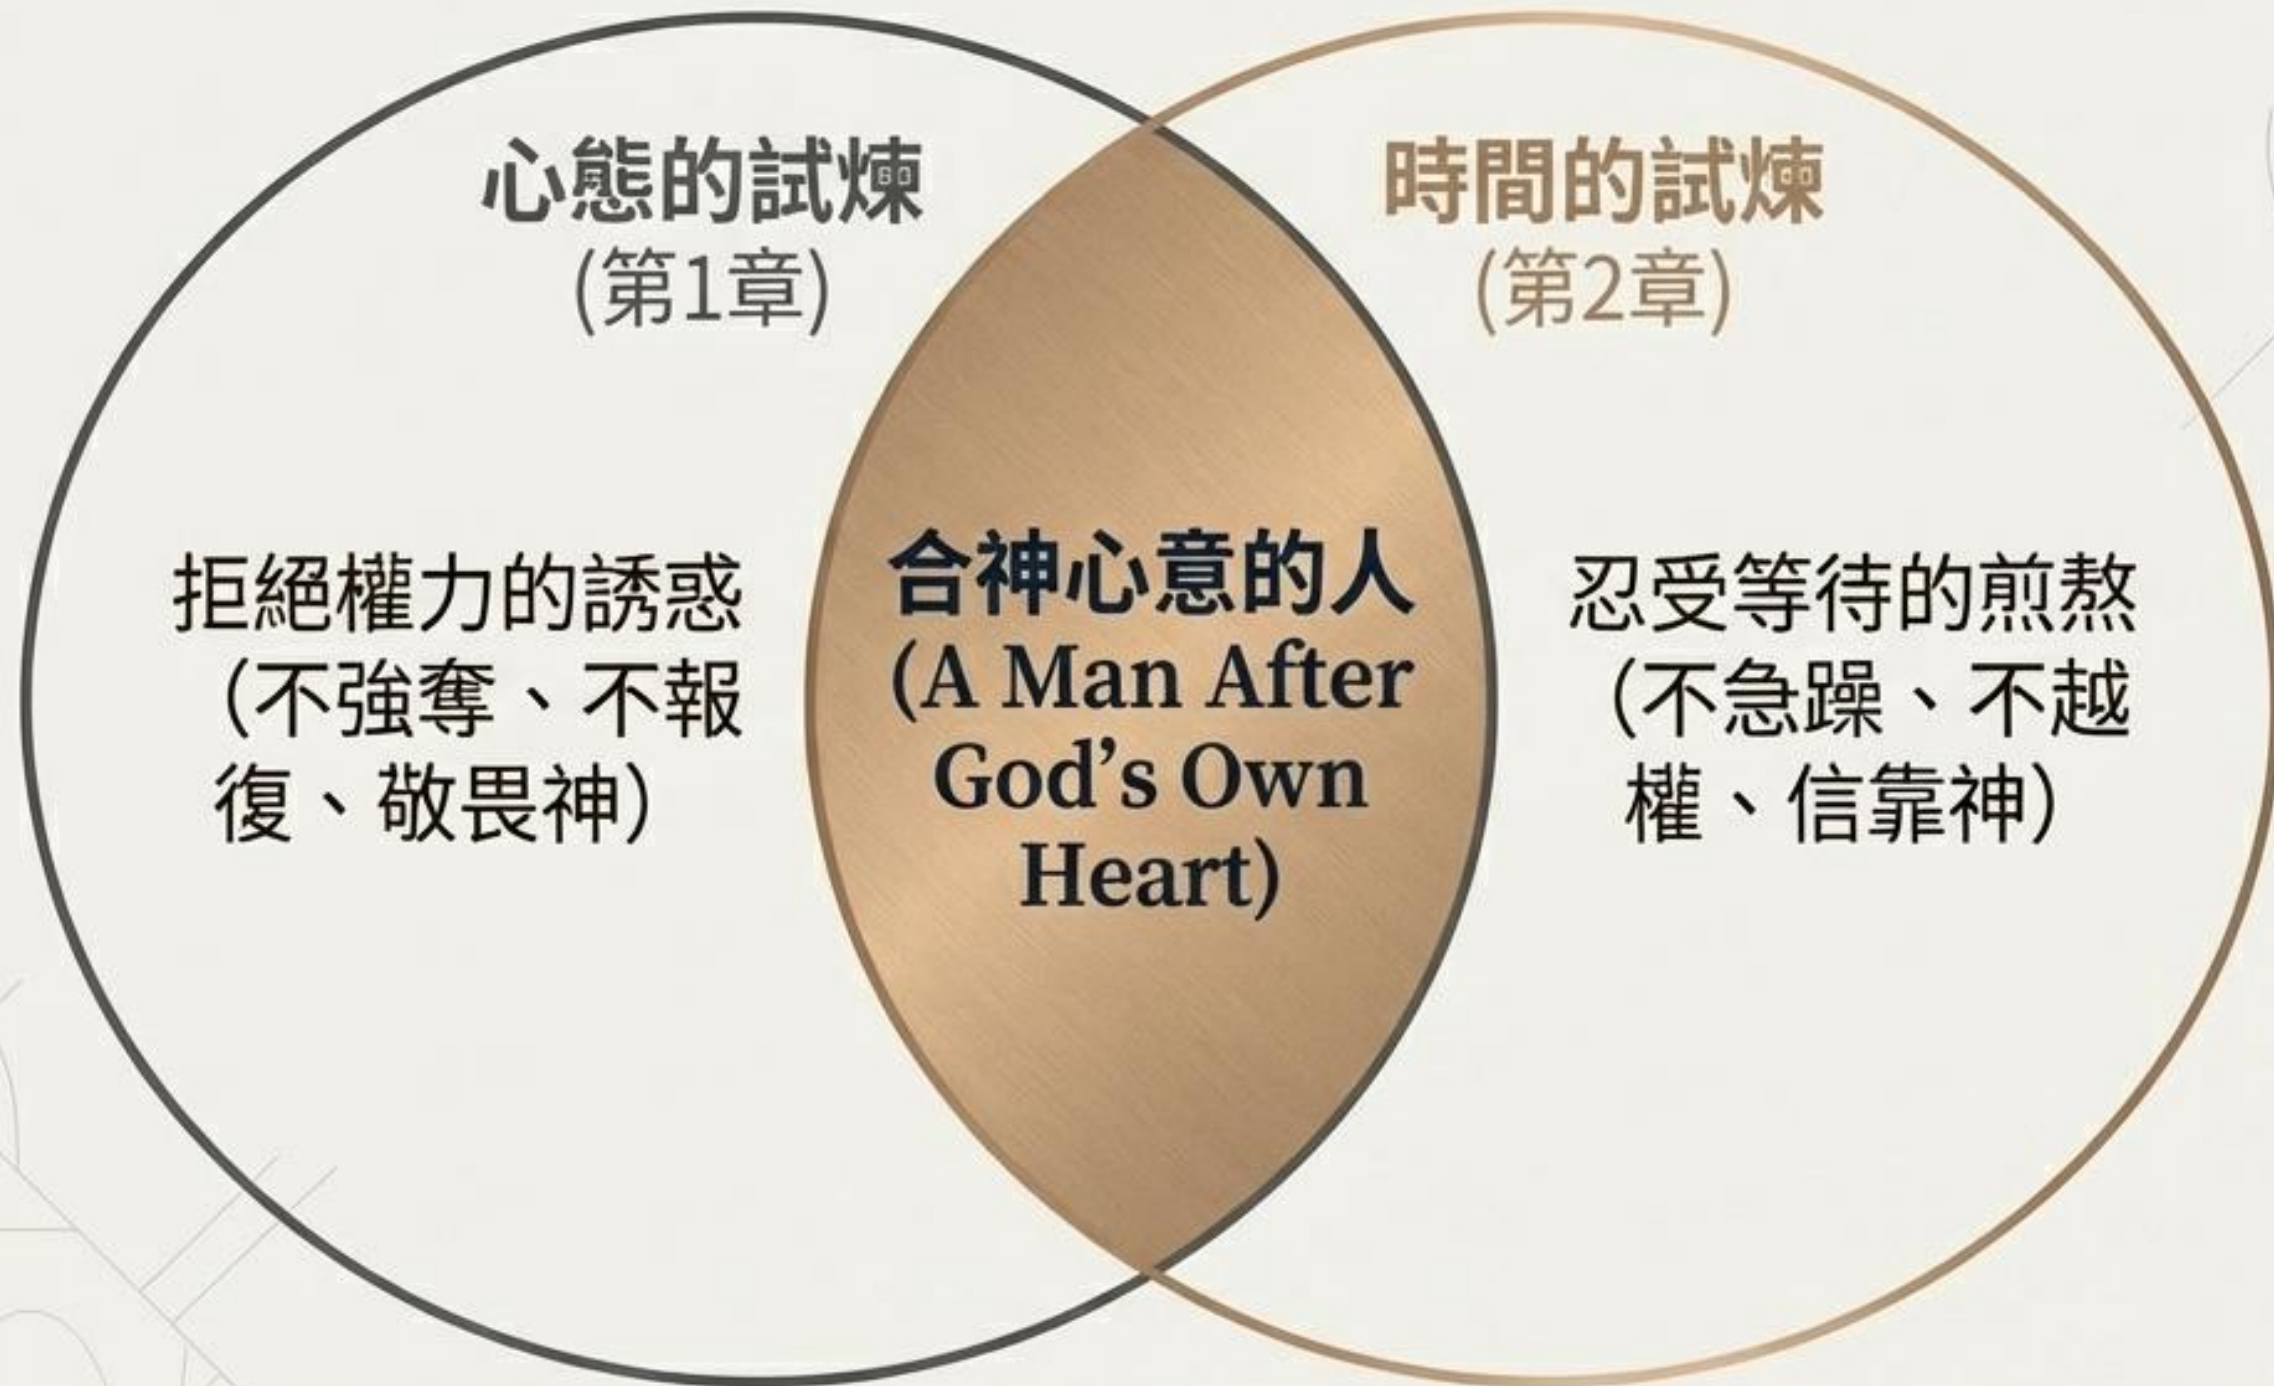 心態的試煉
(第1章)
拒絕權力的誘惑
（不強奪、不報
復、敬畏神）
合神心意的人
(A Man After
God’s Own
Heart)
時間的試煉
(第2章)
忍受等待的煎熬
（不急躁、不越
權、信靠神）